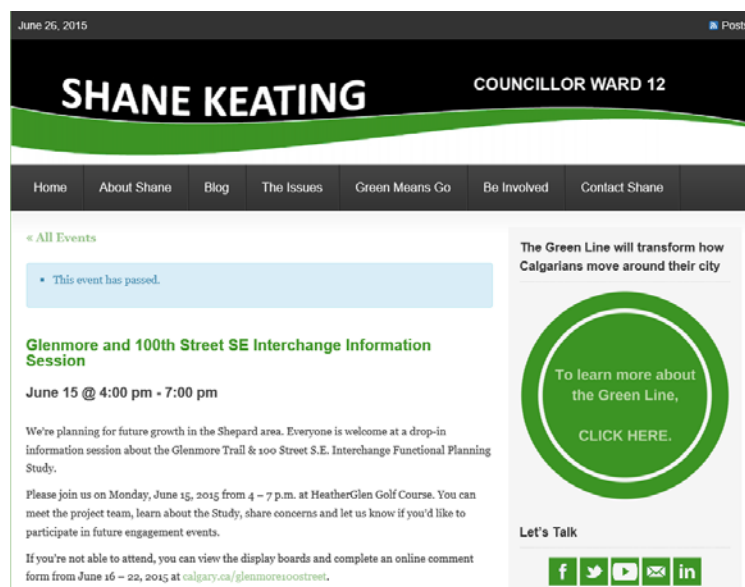 June 26, 2015
Posts
SHANE KEATING
COUNCILLOR WARD 12
Home About Shane Blog The Issues Green Means Go Be Involved Contact Shane
« All Events
• This event has passed.
Glenmore and 100th Street SE Interchange Information
Session
June 15 @ 4:00 pm - 7:00 pm
We're planning for future growth in the Shepard area. Everyone is welcome at a drop-in
information session about the Glenmore Trail & 100 Street S.E. Interchange Functional Planning
Study.
Please join us on Monday, June 15, 2015 from 4 – 7 p.m. at HeatherGlen Golf Course. You can
meet the project team, learn about the Study, share concerns and let us know if you'd like to
participate in future engagement events.
If you're not able to attend, you can view the display boards and complete an online comment
form from June 16 – 22, 2015 at calgary.ca/glenmore100street.
The Green Line will transform how
Calgarians move around their city
To learn more about
the Green Line,
CLICK HERE.
Let's Talk